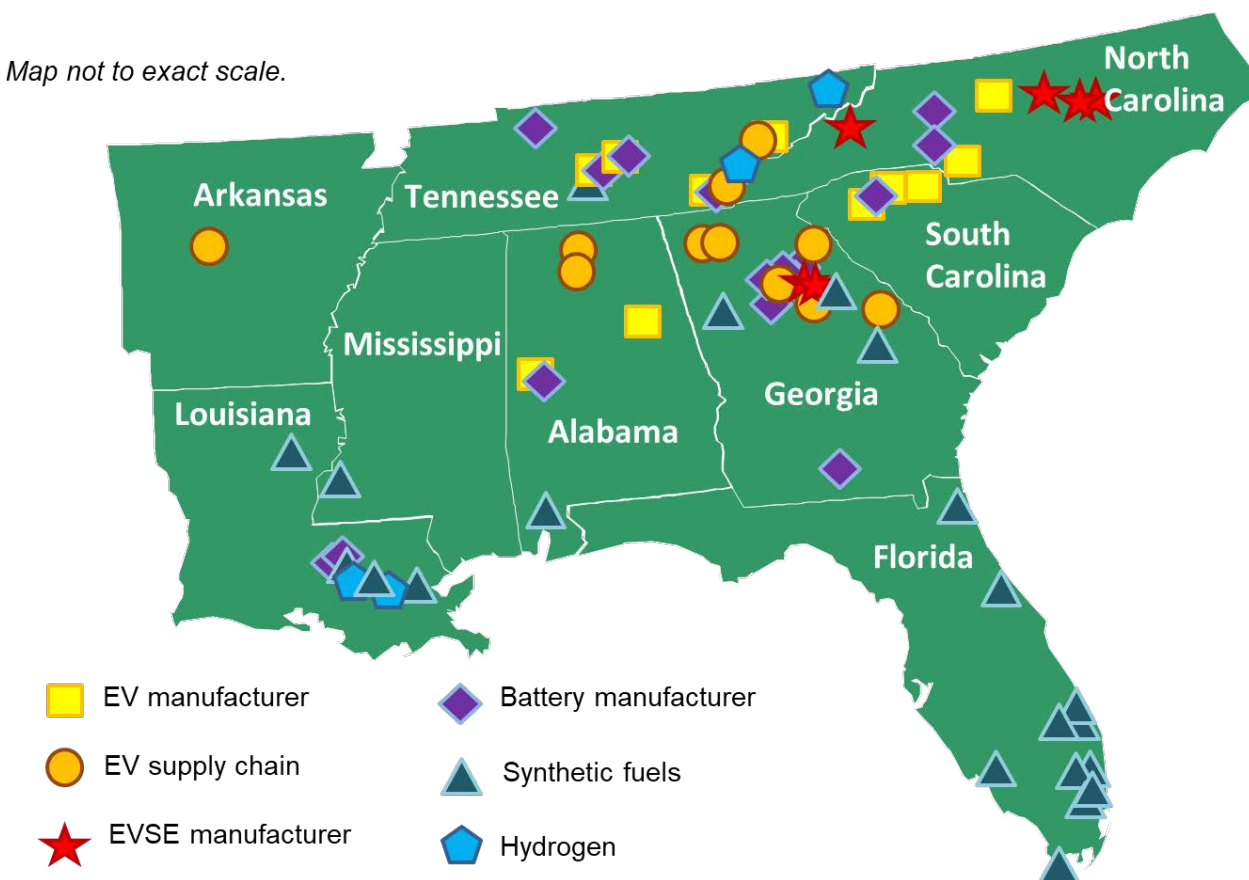 Map not to exact scale.
North
Carolina
Arkansas
Tennessee
South
Carolina
Mississippi
Georgia
Louisiana
Alabama
Florida
EV manufacturer
Battery manufacturer
EV supply chain
Synthetic fuels
EVSE manufacturer
Hydrogen